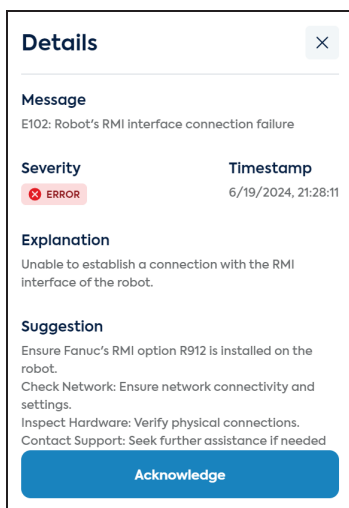 Details
Message
E102: Robot's RMI interface connection failure
Severity
Timestamp
ERROR
6/19/2024, 21:28:11
Explanation
Unable to establish a connection with the RMI
interface of the robot.
Suggestion
Ensure Fanuc's RMI option R912 is installed on the
robot.
Check Network: Ensure network connectivity and
settings.
Inspect Hardware: Verify physical connections.
Contact Support: Seek further assistance if needed
Acknowledge